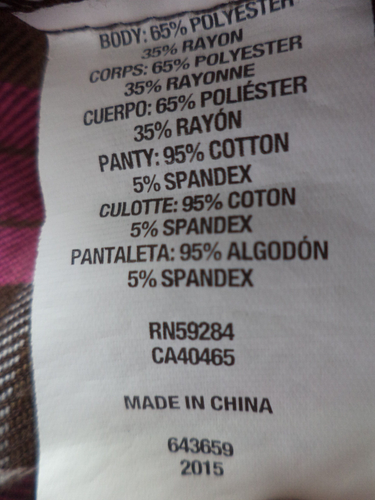 BODY: 65% POLYESTER
35% RAYON
CORPS: 65% POLYESTER
35% RAYONNE
CUERPO: 65% POLIÉSTER
35% RAYÓN
PANTY: 95% COTTON
5% SPANDEX
CULOTTE: 95% COTON
5% SPANDEX
PANTALETA: 95% ALGODÓN
5% SPANDEX
RN59284
CA40465
MADE IN CHINA
643659
2015